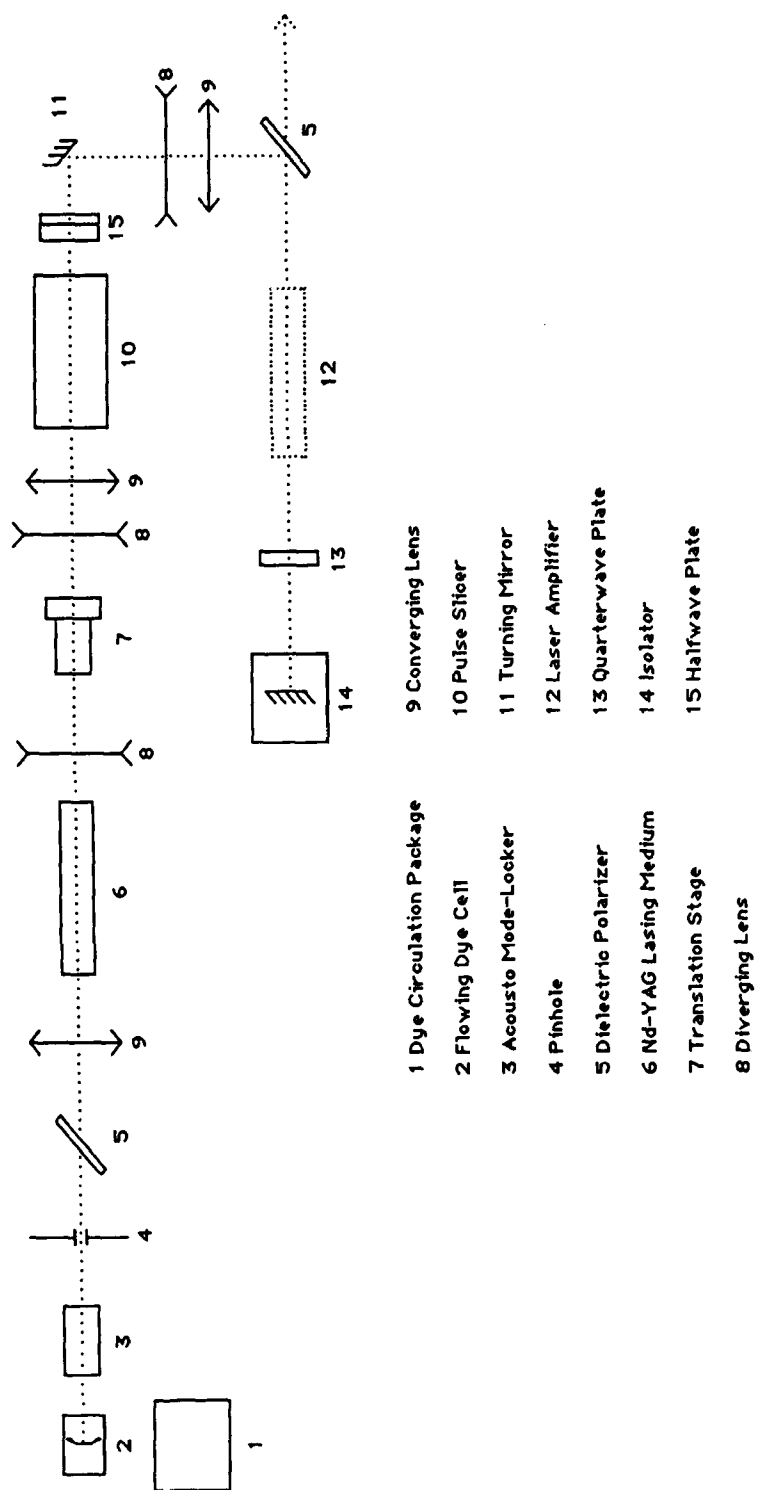 11
8
9
5
15
10
9
8
7
8
6
9
5
4
3
2
1
12
13
14
1 Dye Circulation Package
2 Flowing Dye Cell
3 Acousto Mode-Locker
4 Pinhole
5 Dielectric Polarizer
6 Nd-YAG Lasing Medium
7 Translation Stage
8 Diverging Lens
9 Converging Lens
10 Pulse Slicer
11 Turning Mirror
12 Laser Amplifier
13 Quarterwave Plate
14 Isolator
15 Halfwave Plate